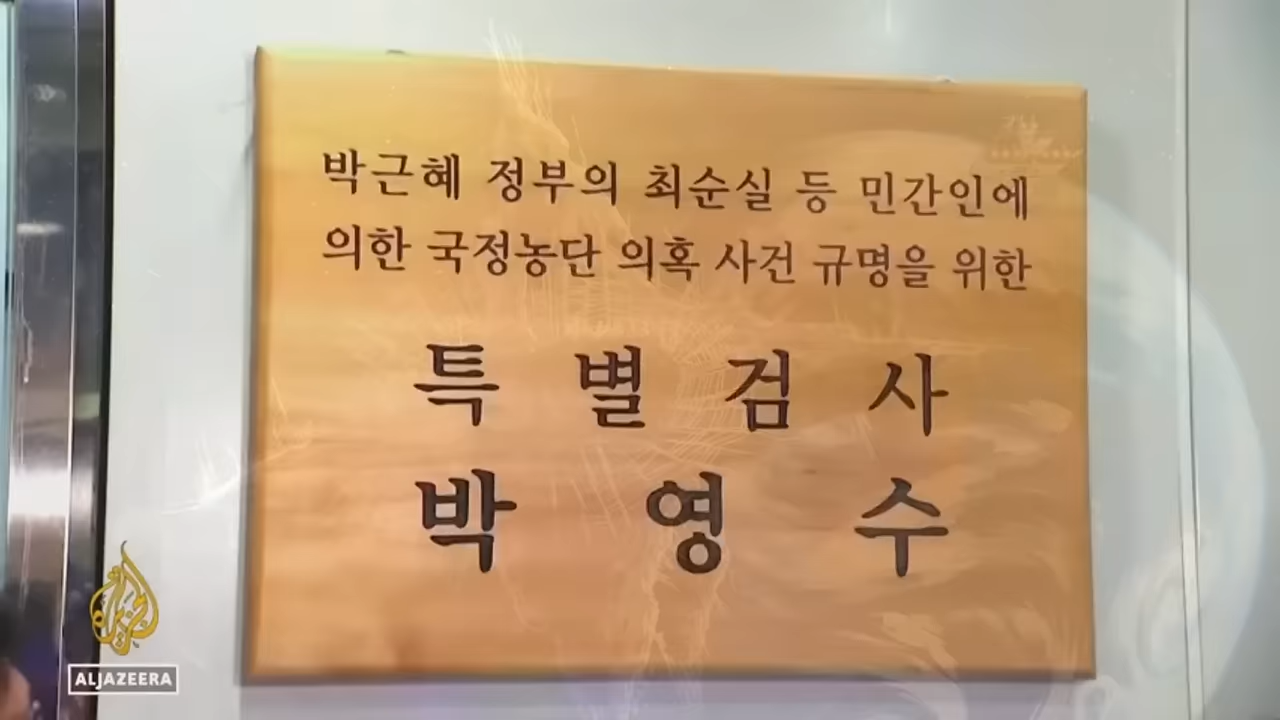 박근혜 정부의 최순실 등 민간인에
의한 국정농단 의혹 사건 규명을 위한
특별검사
박영수
ALJAZEERA